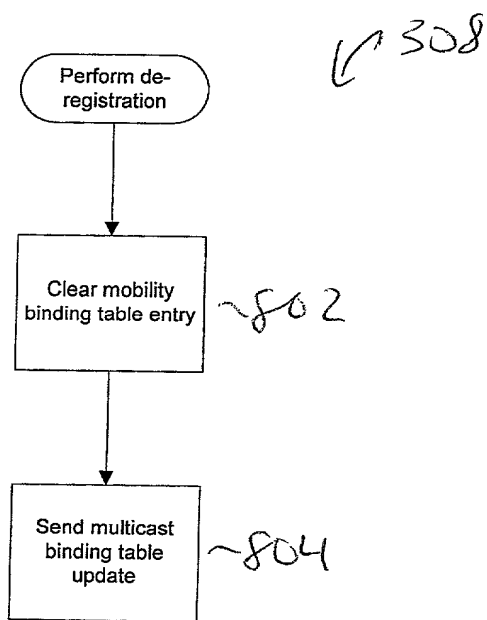 308
Perform de-
registration
Clear mobility
binding table entry
~802
Send multicast
binding table
update
~804